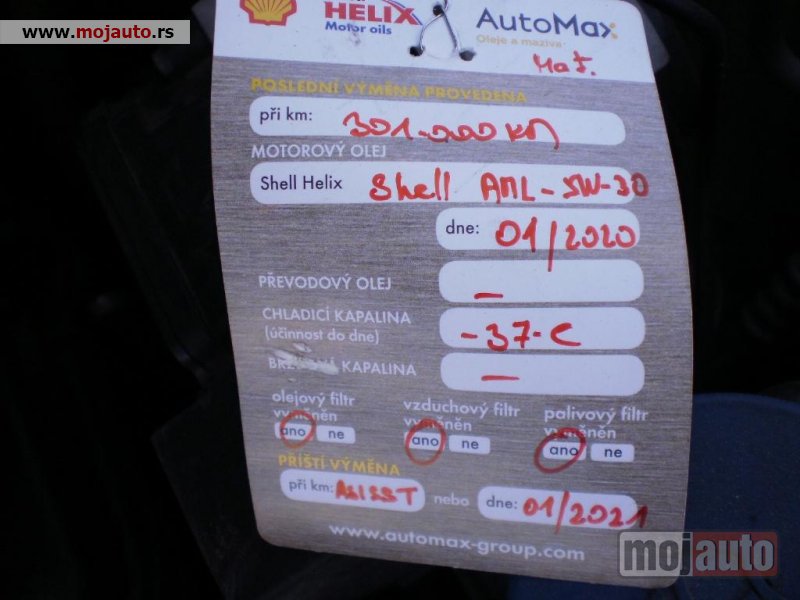 www.mojauto.rs
HELIX
Motor oils
AutoMax
Oleje a maziva
POSLEDNÍ VÝMĚNA PROVEDENA
při km: 301.000 km
MOTOROVÝ OLEJ
Shell Helix Shell AML-5W-30
dne: 01/2020
PŘEVODOVÝ OLEJ –
CHLADICÍ KAPALINA
(účinnost do dne) -37-C
BRZDOVÁ KAPALINA –
olejový filtr vzduchový filtr palivový filtr
vyměněn vyměněn vyměněn
ano ne ano ne ano ne
PŘÍŠTÍ VÝMĚNA
při km: nebo dne: 01/2021
www.automax-group.com
mojauto